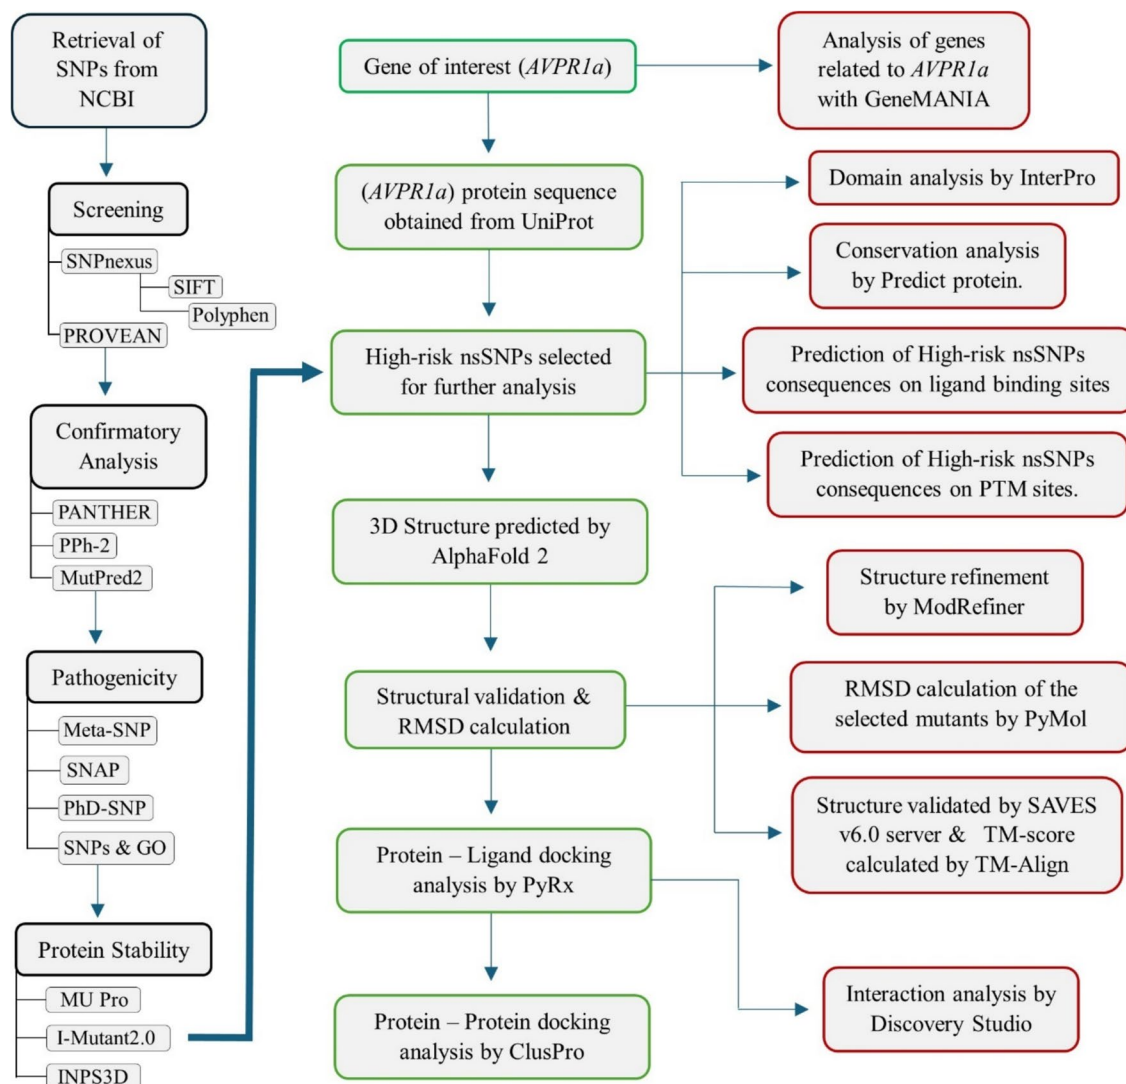 Retrieval of
SNPs from
NCBI
Screening
SNPnexus
SIFT
Polyphen
PROVEAN
Confirmatory
Analysis
PANTHER
PPh-2
MutPred2
Pathogenicity
Meta-SNP
SNAP
PhD-SNP
SNPs & GO
Protein Stability
MU Pro
I-Mutant2.0
INPS3D
Gene of interest (AVPR1a)
(AVPR1a) protein sequence
obtained from UniProt
High-risk nsSNPs selected
for further analysis
3D Structure predicted by
AlphaFold 2
Structural validation &
RMSD calculation
Protein – Ligand docking
analysis by PyRx
Protein – Protein docking
analysis by ClusPro
Analysis of genes
related to AVPR1a
with GeneMANIA
Domain analysis by InterPro
Conservation analysis
by Predict protein.
Prediction of High-risk nsSNPs
consequences on ligand binding sites
Prediction of High-risk nsSNPs
consequences on PTM sites.
Structure refinement
by ModRefiner
RMSD calculation of the
selected mutants by PyMol
Structure validated by SAVES
v6.0 server & TM-score
calculated by TM-Align
Interaction analysis by
Discovery Studio